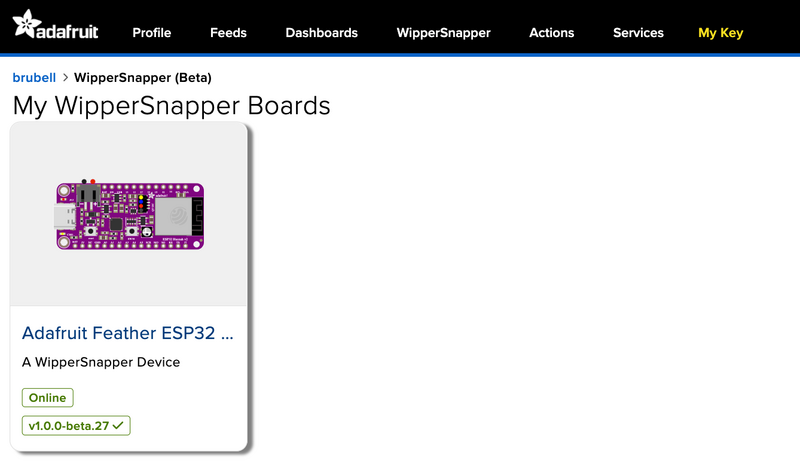 adafruit Profile Feeds Dashboards WipperSnapper Actions Services My Key
brubell > WipperSnapper (Beta)
My WipperSnapper Boards
Adafruit Feather ESP32 ...
A WipperSnapper Device
Online
v1.0.0-beta.27 ✓